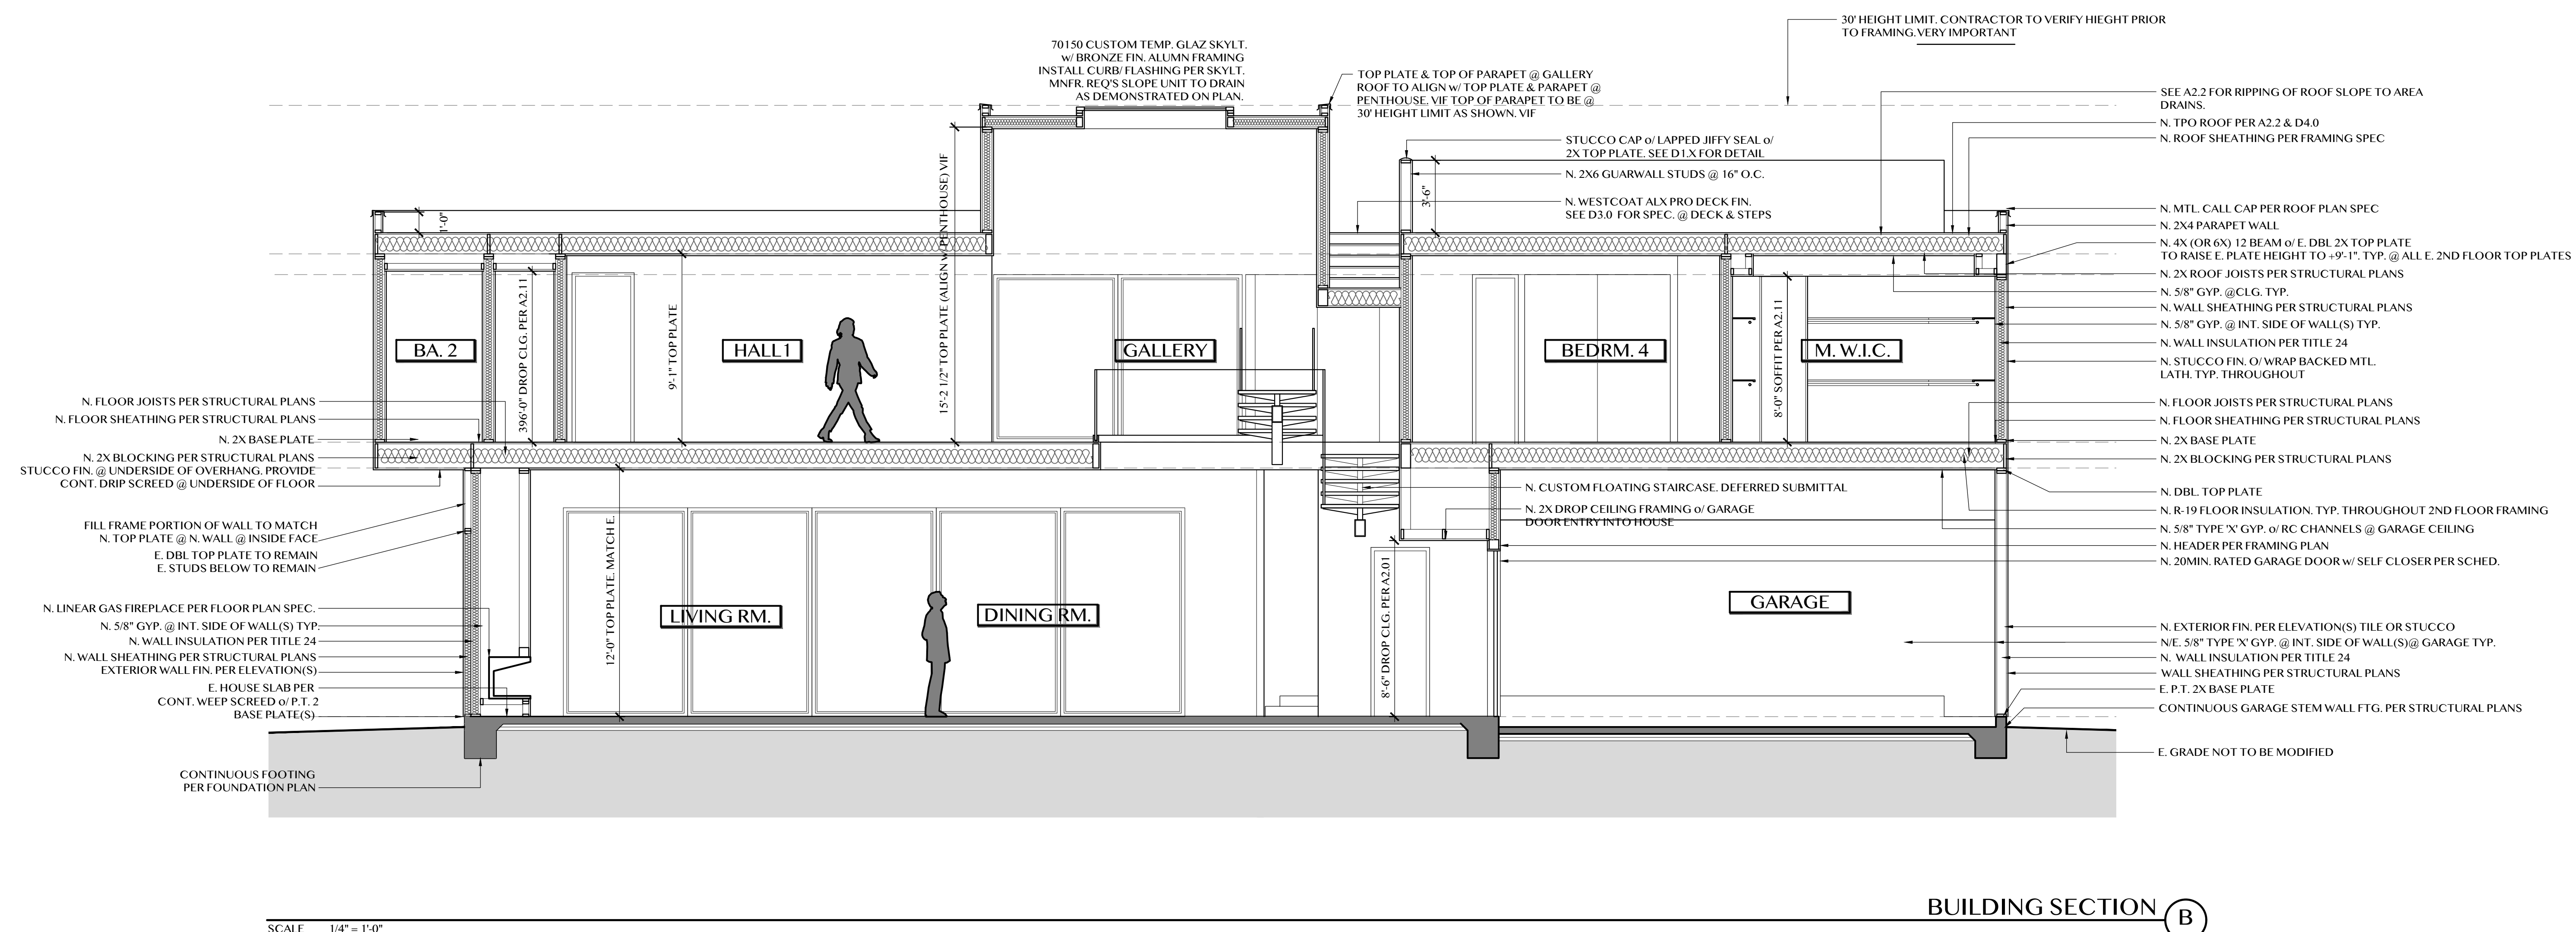 30' HEIGHT LIMIT. CONTRACTOR TO VERIFY HIEGHT PRIOR
TO FRAMING. VERY IMPORTANT
70150 CUSTOM TEMP. GLAZ SKYLT.
w/ BRONZE FIN. ALUMN FRAMING
INSTALL CURB/ FLASHING PER SKYLT.
MNFR. REQ'S SLOPE UNIT TO DRAIN
AS DEMONSTRATED ON PLAN.
TOP PLATE & TOP OF PARAPET @ GALLERY
ROOF TO ALIGN w/ TOP PLATE & PARAPET @
PENTHOUSE. VIF TOP OF PARAPET TO BE @
30' HEIGHT LIMIT AS SHOWN. VIF
STUCCO CAP o/ LAPPED JIFFY SEAL o/
2X TOP PLATE. SEE D1.X FOR DETAIL
N. 2X6 GUARWALL STUDS @ 16" O.C.
N. WESTCOAT ALX PRO DECK FIN.
SEE D3.0 FOR SPEC. @ DECK & STEPS
SEE A2.2 FOR RIPPING OF ROOF SLOPE TO AREA
DRAINS.
N. TPO ROOF PER A2.2 & D4.0
N. ROOF SHEATHING PER FRAMING SPEC
N. MTL. CALL CAP PER ROOF PLAN SPEC
N. 2X4 PARAPET WALL
N. 4X (OR 6X) 12 BEAM o/ E. DBL 2X TOP PLATE
TO RAISE E. PLATE HEIGHT TO +9'-1". TYP. @ ALL E. 2ND FLOOR TOP PLATES
N. 2X ROOF JOISTS PER STRUCTURAL PLANS
N. 5/8" GYP. @CLG. TYP.
N. WALL SHEATHING PER STRUCTURAL PLANS
N. 5/8" GYP. @ INT. SIDE OF WALL(S) TYP.
N. WALL INSULATION PER TITLE 24
N. STUCCO FIN. O/ WRAP BACKED MTL.
LATH. TYP. THROUGHOUT
N. FLOOR JOISTS PER STRUCTURAL PLANS
N. FLOOR SHEATHING PER STRUCTURAL PLANS
N. 2X BASE PLATE
N. 2X BLOCKING PER STRUCTURAL PLANS
N. DBL. TOP PLATE
N. R-19 FLOOR INSULATION. TYP. THROUGHOUT 2ND FLOOR FRAMING
N. 5/8" TYPE 'X' GYP. o/ RC CHANNELS @ GARAGE CEILING
N. HEADER PER FRAMING PLAN
N. 20MIN. RATED GARAGE DOOR w/ SELF CLOSER PER SCHED.
N. EXTERIOR FIN. PER ELEVATION(S) TILE OR STUCCO
N/E. 5/8" TYPE 'X' GYP. @ INT. SIDE OF WALL(S)@ GARAGE TYP.
N. WALL INSULATION PER TITLE 24
WALL SHEATHING PER STRUCTURAL PLANS
E. P.T. 2X BASE PLATE
CONTINUOUS GARAGE STEM WALL FTG. PER STRUCTURAL PLANS
E. GRADE NOT TO BE MODIFIED
1'-0"
3'-6"
396'-0" DROP CLG. PER A2.11
9'-1" TOP PLATE
15'-2 1/2" TOP PLATE (ALIGN W/ PENTHOUSE) VIF
8'-0" SOFFIT PER A2.11
BA. 2
HALL1
GALLERY
BEDRM. 4
M. W.I.C.
N. FLOOR JOISTS PER STRUCTURAL PLANS
N. FLOOR SHEATHING PER STRUCTURAL PLANS
N. 2X BASE PLATE
N. 2X BLOCKING PER STRUCTURAL PLANS
STUCCO FIN. @ UNDERSIDE OF OVERHANG. PROVIDE
CONT. DRIP SCREED @ UNDERSIDE OF FLOOR
FILL FRAME PORTION OF WALL TO MATCH
N. TOP PLATE @ N. WALL @ INSIDE FACE
E. DBL TOP PLATE TO REMAIN
E. STUDS BELOW TO REMAIN
N. LINEAR GAS FIREPLACE PER FLOOR PLAN SPEC.
N. 5/8" GYP. @ INT. SIDE OF WALL(S) TYP.
N. WALL INSULATION PER TITLE 24
N. WALL SHEATHING PER STRUCTURAL PLANS
EXTERIOR WALL FIN. PER ELEVATION(S)
E. HOUSE SLAB PER
CONT. WEEP SCREED o/ P.T. 2
BASE PLATE(S)
CONTINUOUS FOOTING
PER FOUNDATION PLAN
N. CUSTOM FLOATING STAIRCASE. DEFERRED SUBMITTAL
N. 2X DROP CEILING FRAMING o/ GARAGE
DOOR ENTRY INTO HOUSE
12'-0" TOP PLATE. MATCH E.
8'-6" DROP CLG. PER A2.01
LIVING RM.
DINING RM.
GARAGE
BUILDING SECTION
B
SCALE 1/4" = 1'-0"